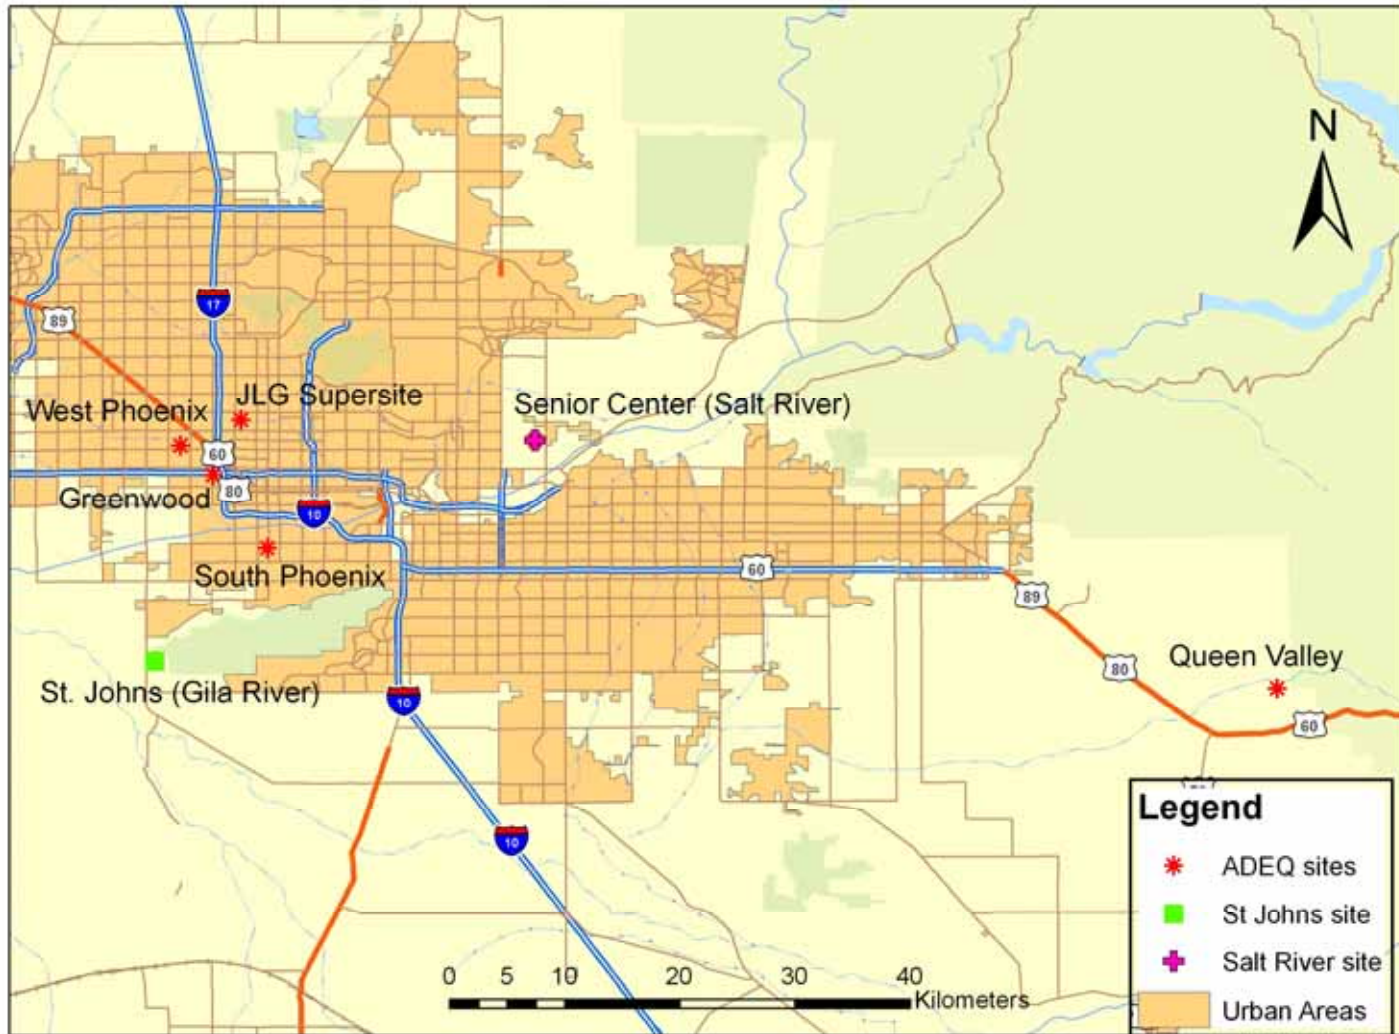 N
17
89
JLG Supersite
West Phoenix
Senior Center (Salt River)
60
Greenwood
80
10
South Phoenix
60
89
Queen Valley
80
St. Johns (Gila River)
10
60
10
Legend
ADEQ sites
St Johns site
Salt River site
Urban Areas
0 5 10 20 30 40
Kilometers